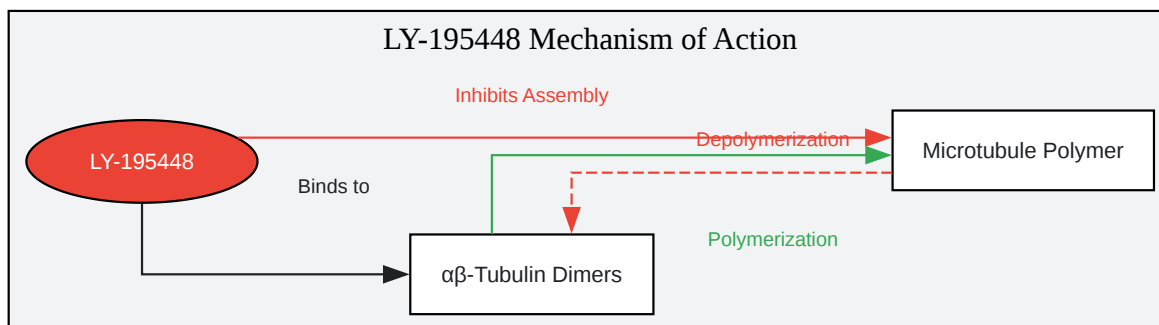 LY-195448 Mechanism of Action
Inhibits Assembly
Depolymerization
LY-195448
Microtubule Polymer
Binds to
Polymerization
αβ-Tubulin Dimers